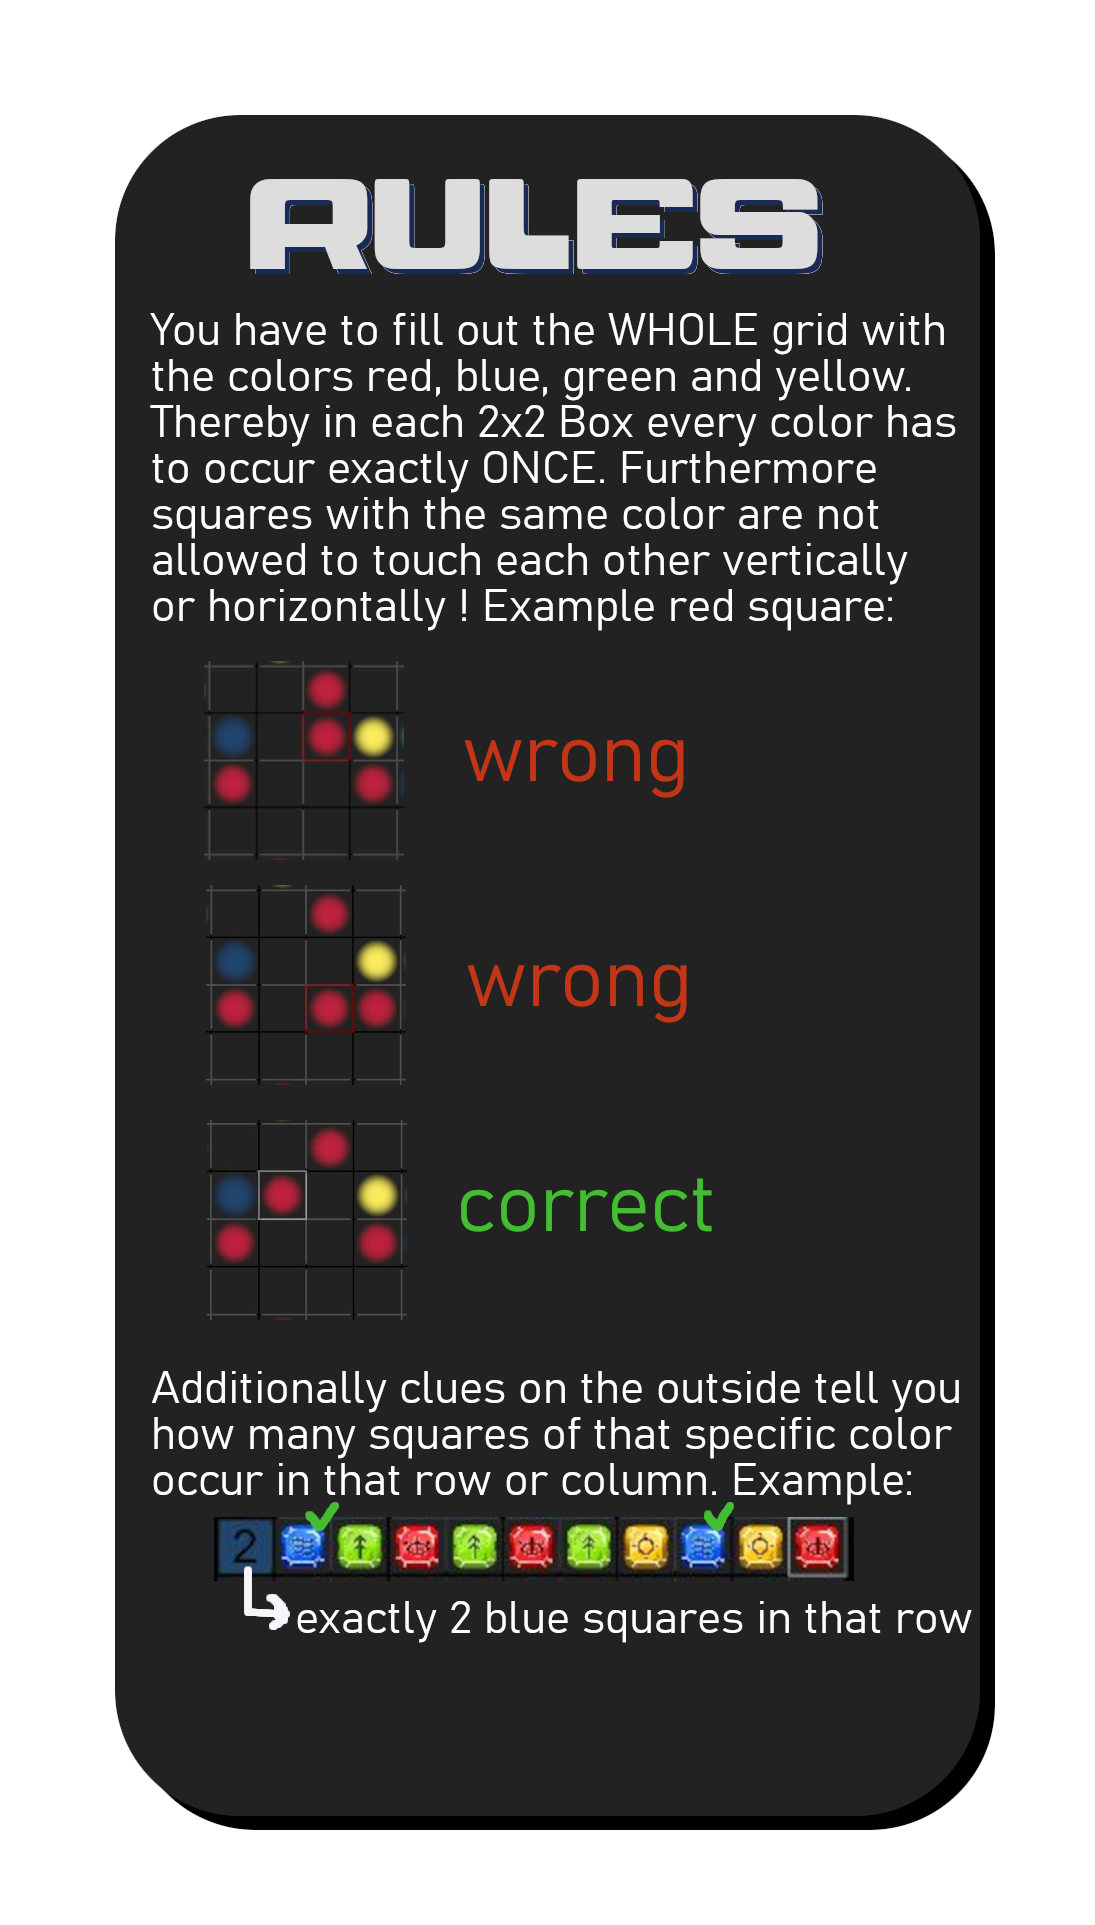 RULES
You have to fill out the WHOLE grid with
the colors red, blue, green and yellow.
Thereby in each 2x2 Box every color has
to occur exactly ONCE. Furthermore
squares with the same color are not
allowed to touch each other vertically
or horizontally ! Example red square:
wrong
wrong
correct
Additionally clues on the outside tell you
how many squares of that specific color
occur in that row or column. Example:
2
exactly 2 blue squares in that row